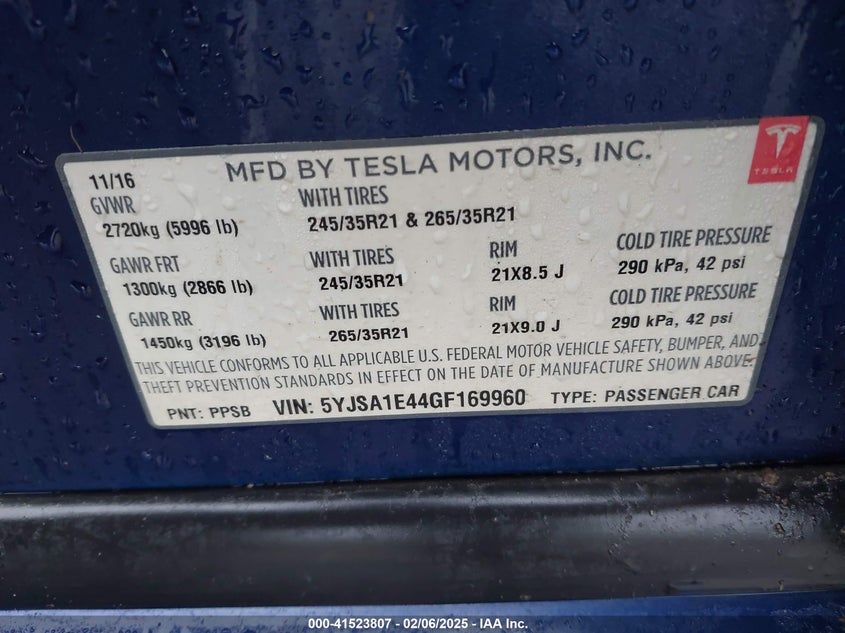 MFD BY TESLA MOTORS, INC.
TESLA
11/16
GVWR WITH TIRES
2720kg (5996 lb) 245/35R21 & 265/35R21
GAWR FRT WITH TIRES RIM COLD TIRE PRESSURE
1300kg (2866 lb) 245/35R21 21X8.5 J 290 kPa, 42 psi
GAWR RR WITH TIRES RIM COLD TIRE PRESSURE
1450kg (3196 lb) 265/35R21 21X9.0 J 290 kPa, 42 psi
THIS VEHICLE CONFORMS TO ALL APPLICABLE U.S. FEDERAL MOTOR VEHICLE SAFETY, BUMPER, AND
THEFT PREVENTION STANDARDS IN EFFECT ON THE DATE OF MANUFACTURE SHOWN ABOVE.
PNT: PPSB VIN: 5YJSA1E44GF169960 TYPE: PASSENGER CAR
000-41523807 - 02/06/2025 - IAA Inc.